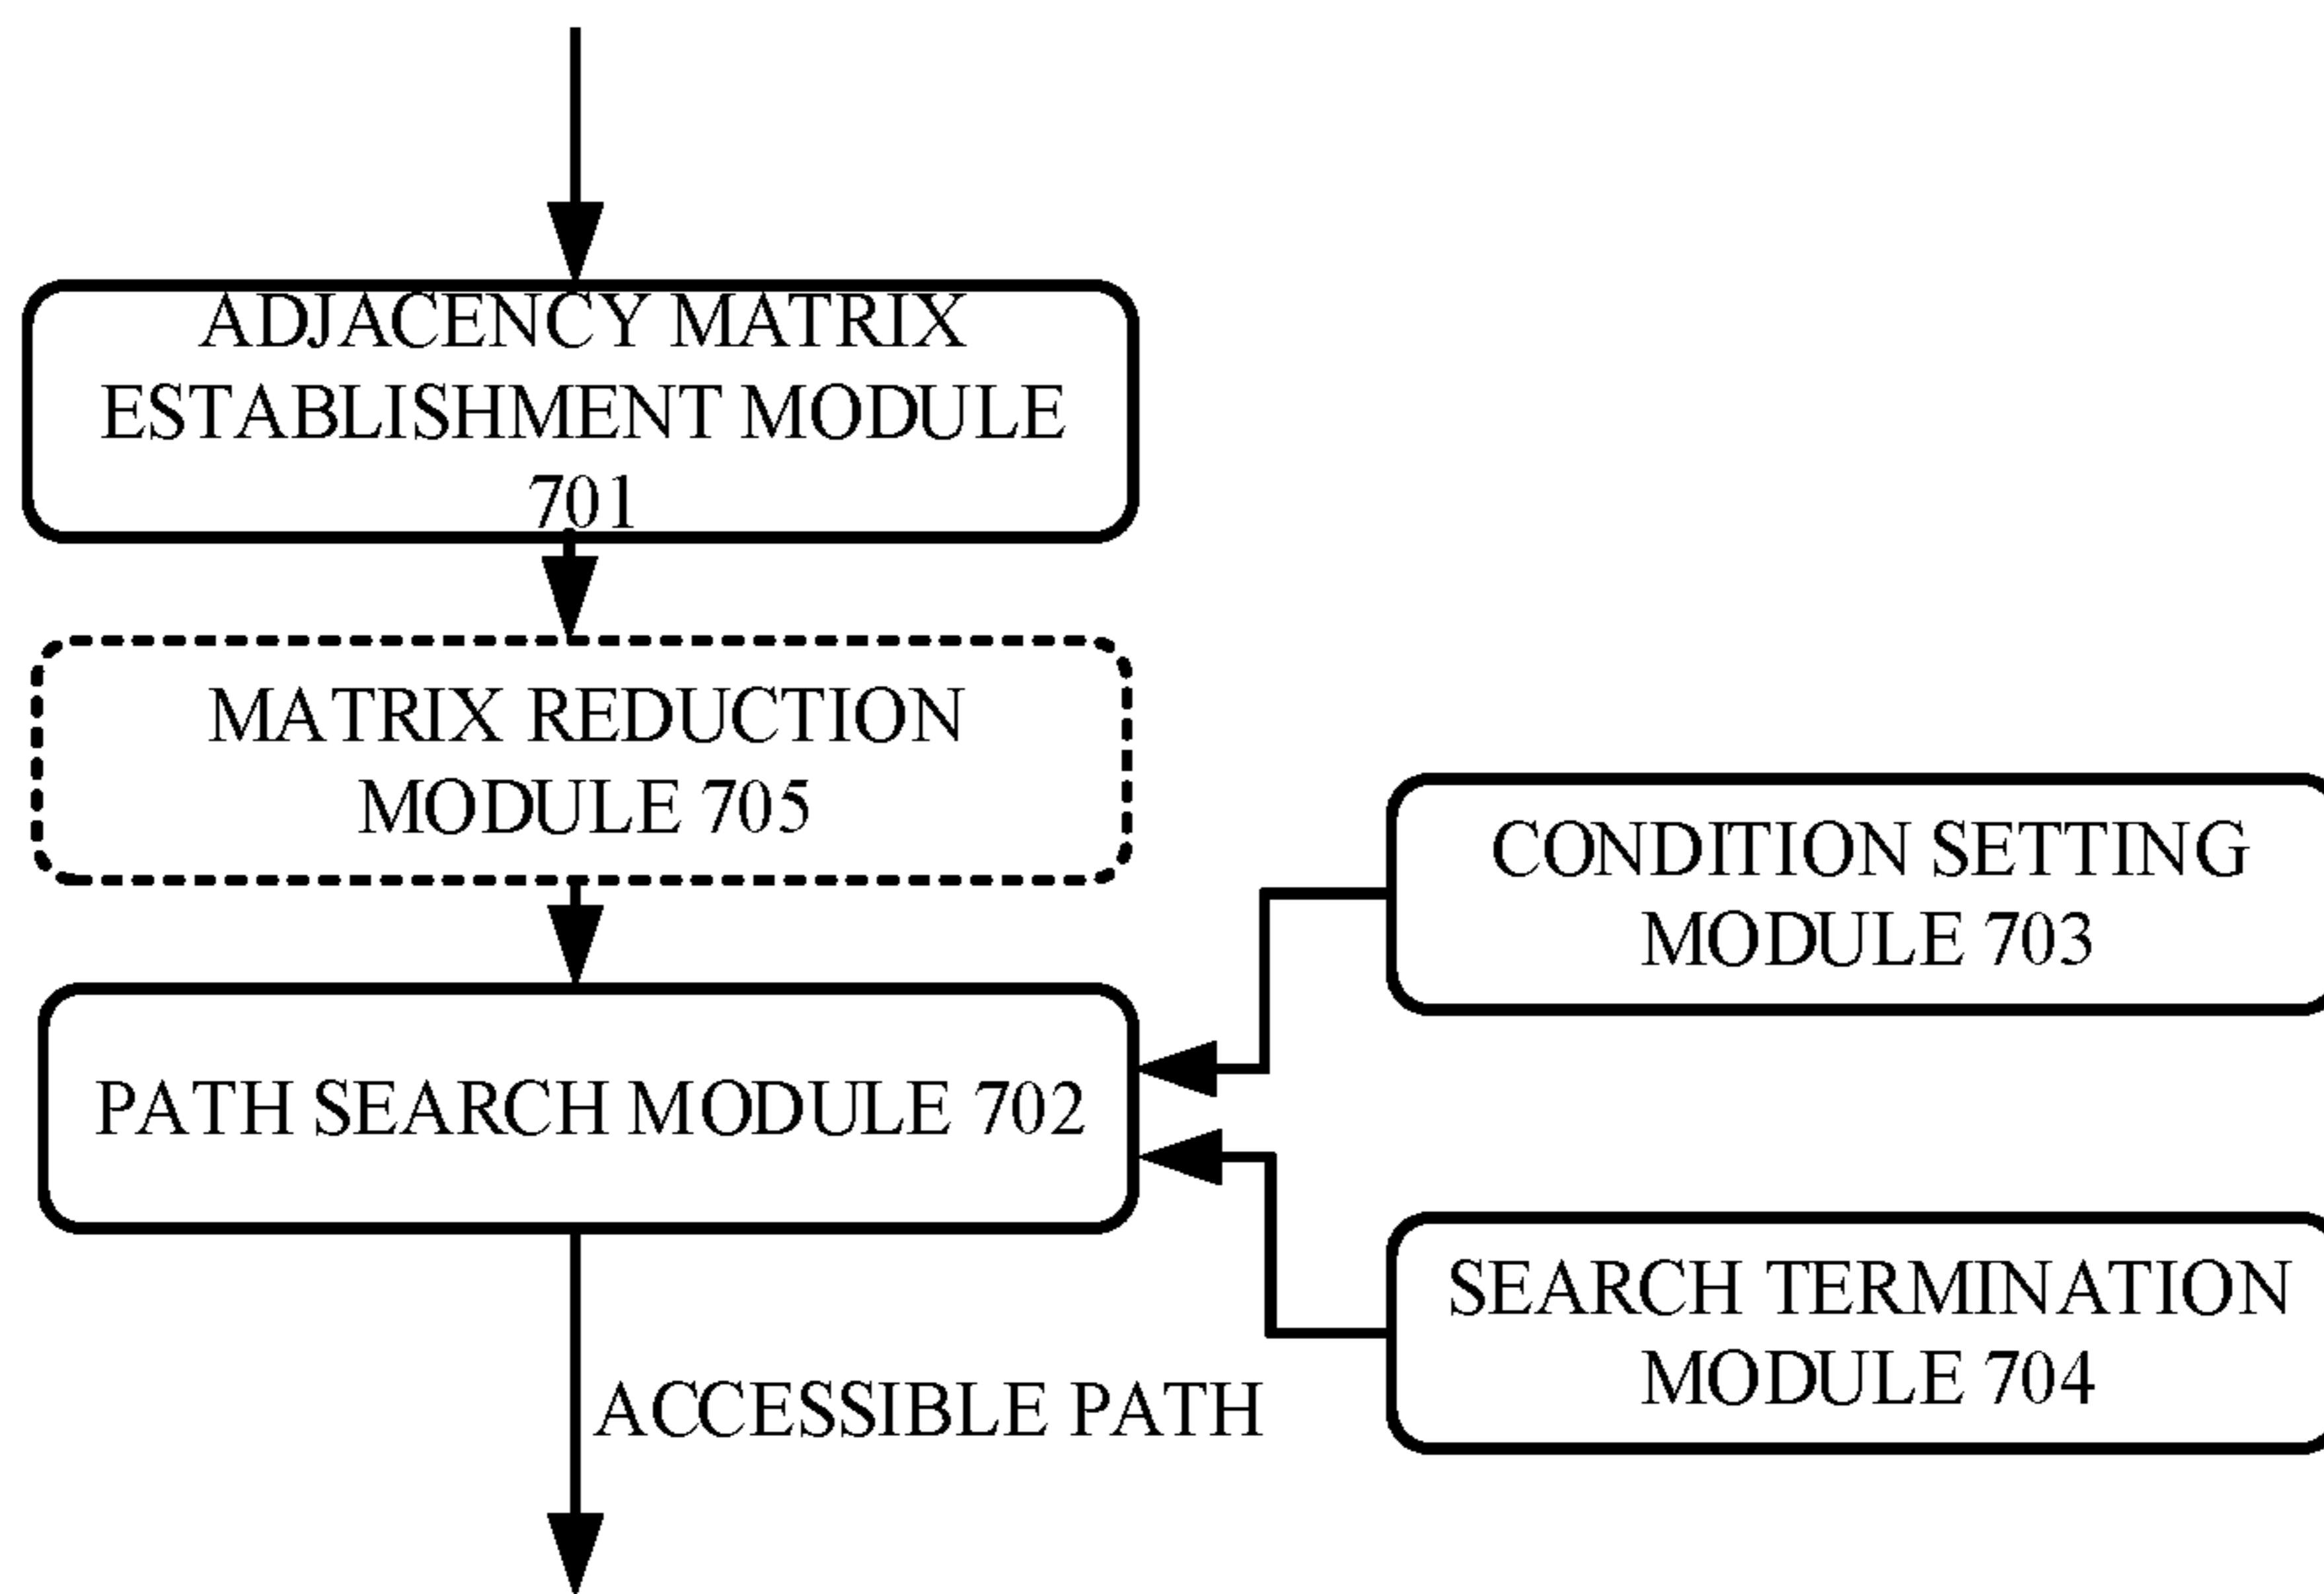 ADJACENCY MATRIX
ESTABLISHMENT MODULE
701
MATRIX REDUCTION
MODULE 705
CONDITION SETTING
MODULE 703
PATH SEARCH MODULE 702
SEARCH TERMINATION
MODULE 704
ACCESSIBLE PATH